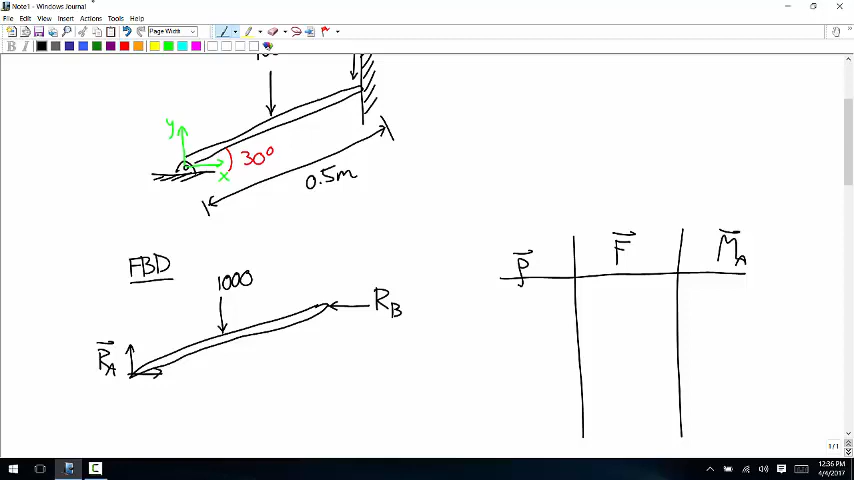 Note1 - Windows Journal
File Edit View Insert Actions Tools Help
Page Width
B I
y
x
30°
0.5m
FBD
1000
R_A
R_B
P F M_A
1/1
12:36 PM
4/4/2017